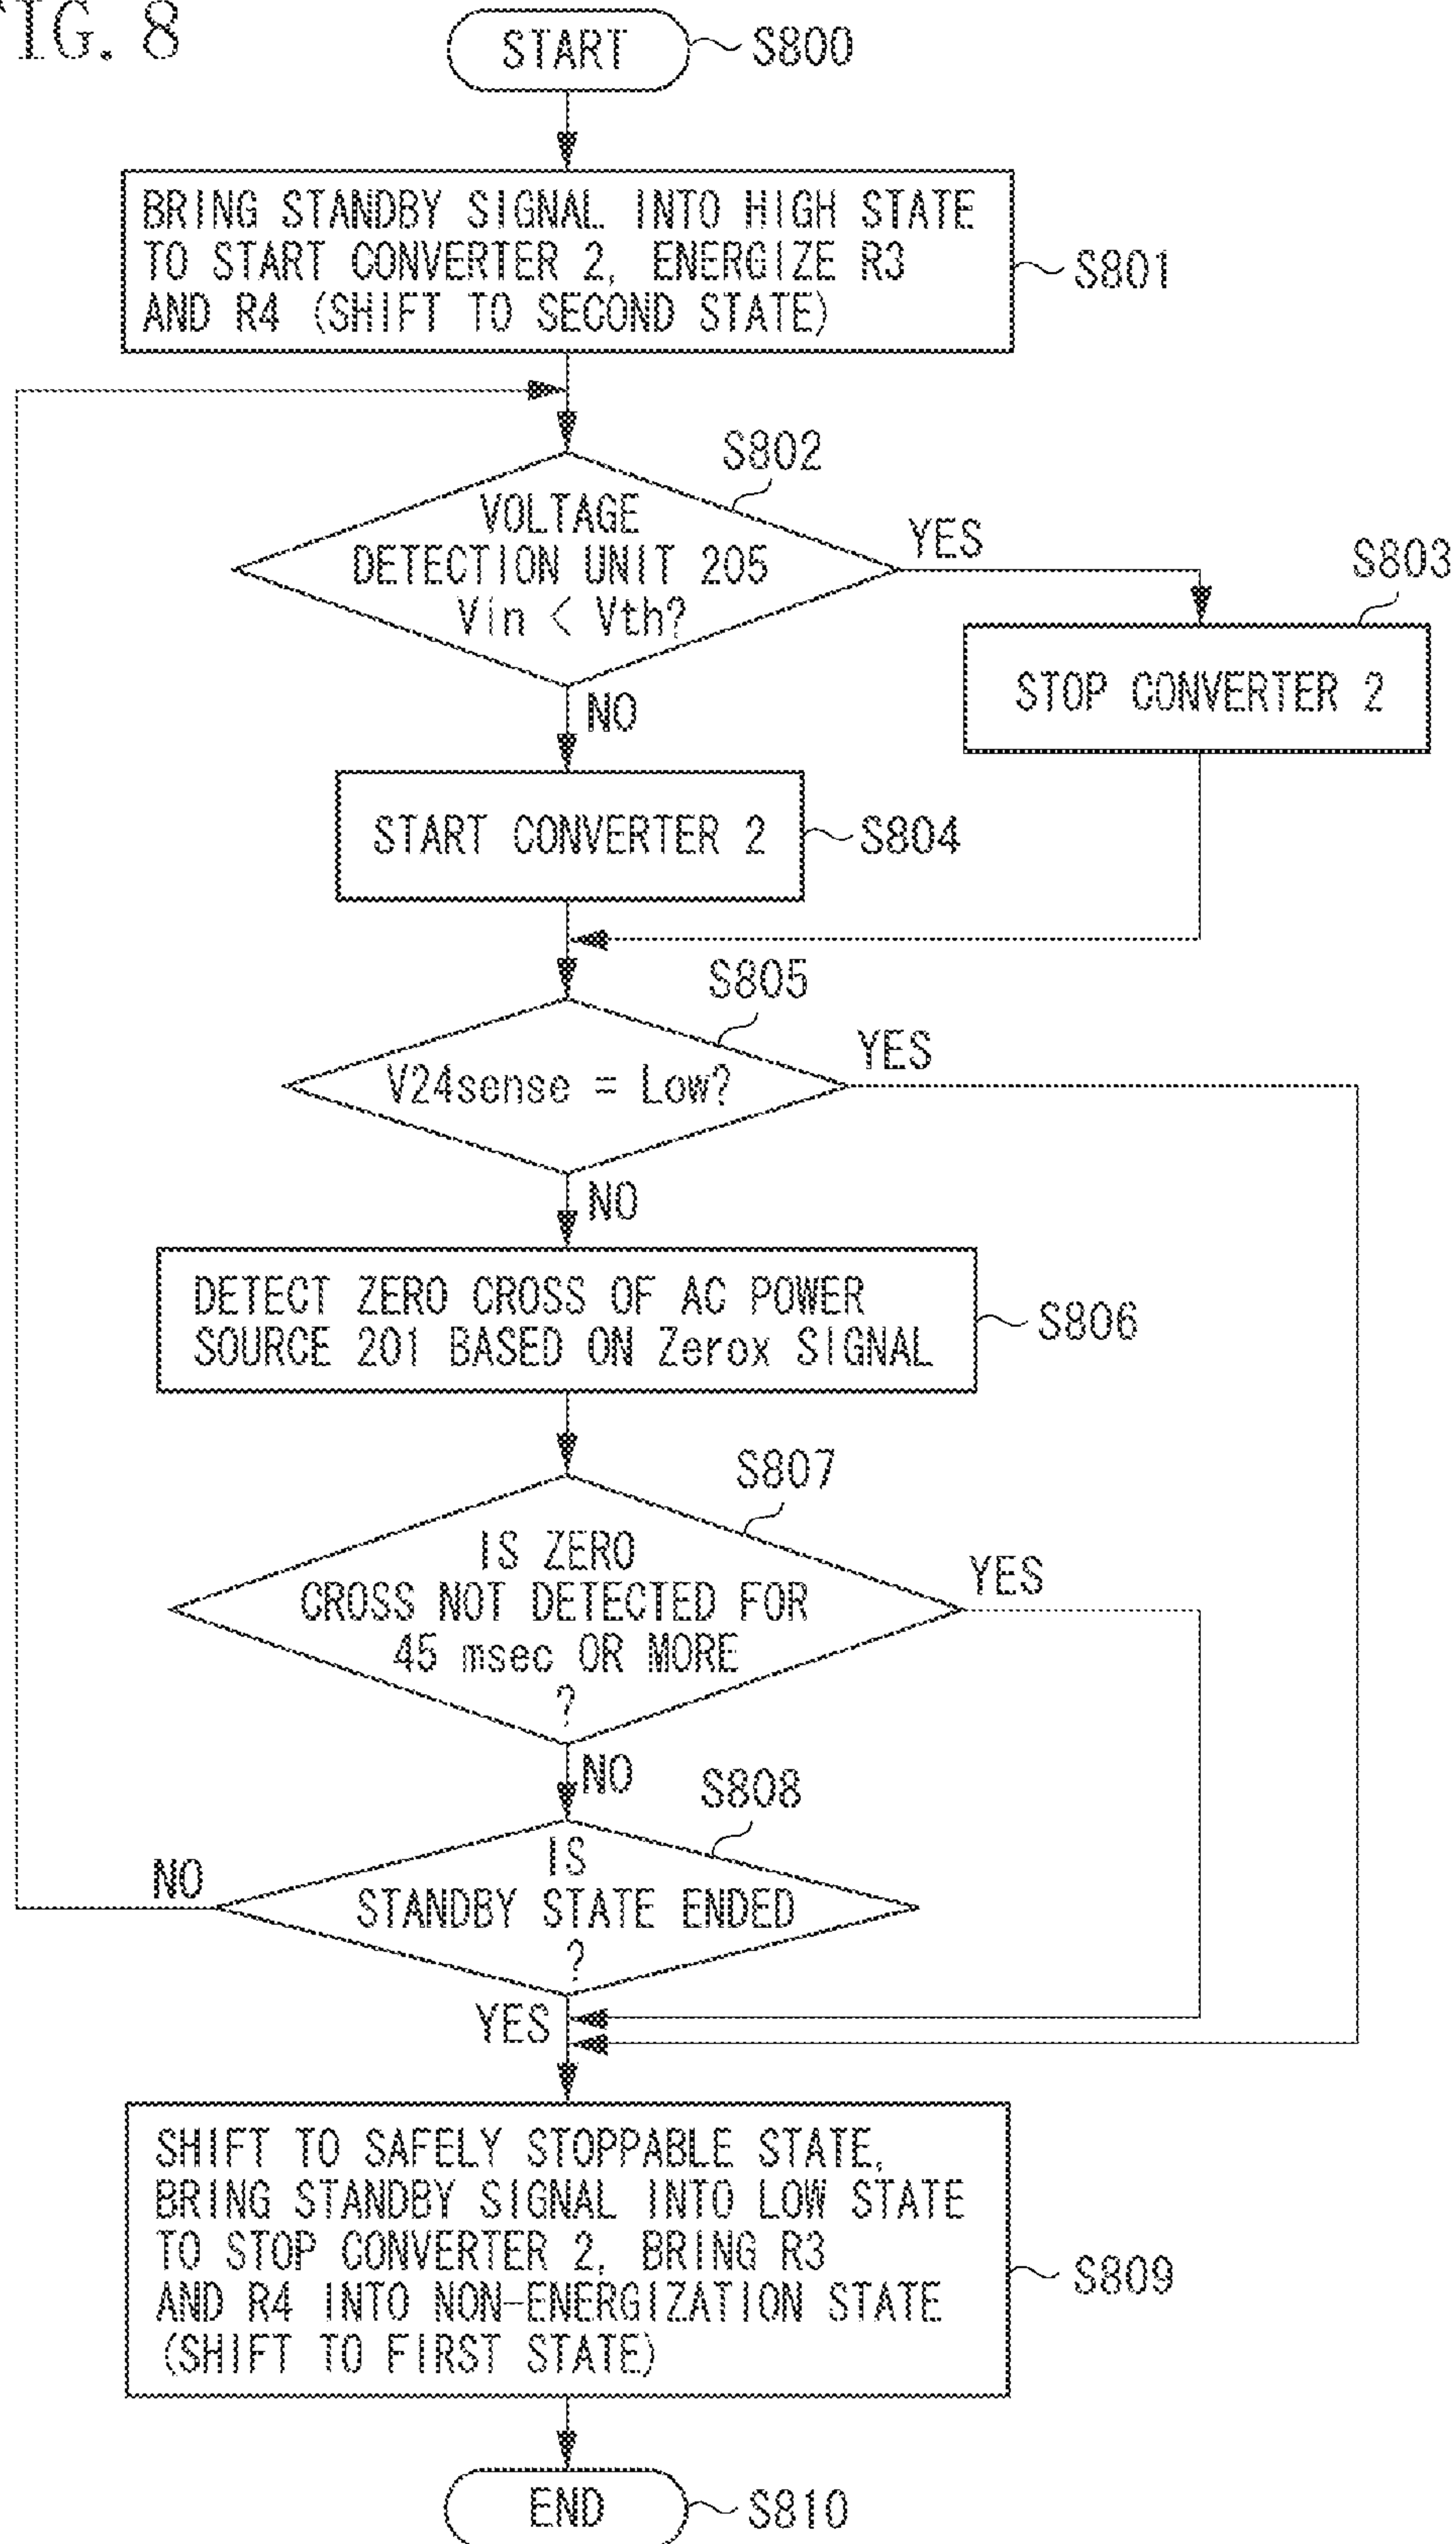 FIG. 8
START
S800
BRING STANDBY SIGNAL INTO HIGH STATE
TO START CONVERTER 2, ENERGIZE R3
AND R4 (SHIFT TO SECOND STATE)
S801
S802
VOLTAGE
DETECTION UNIT 205
Vin < Vth?
YES
S803
STOP CONVERTER 2
NO
START CONVERTER 2
S804
S805
V24sense = Low?
YES
NO
DETECT ZERO CROSS OF AC POWER
SOURCE 201 BASED ON Zerox SIGNAL
S806
S807
IS ZERO
CROSS NOT DETECTED FOR
45 msec OR MORE
?
YES
NO
S808
IS
STANDBY STATE ENDED
?
NO
YES
SHIFT TO SAFELY STOPPABLE STATE,
BRING STANDBY SIGNAL INTO LOW STATE
TO STOP CONVERTER 2, BRING R3
AND R4 INTO NON-ENERGIZATION STATE
(SHIFT TO FIRST STATE)
S809
END
S810